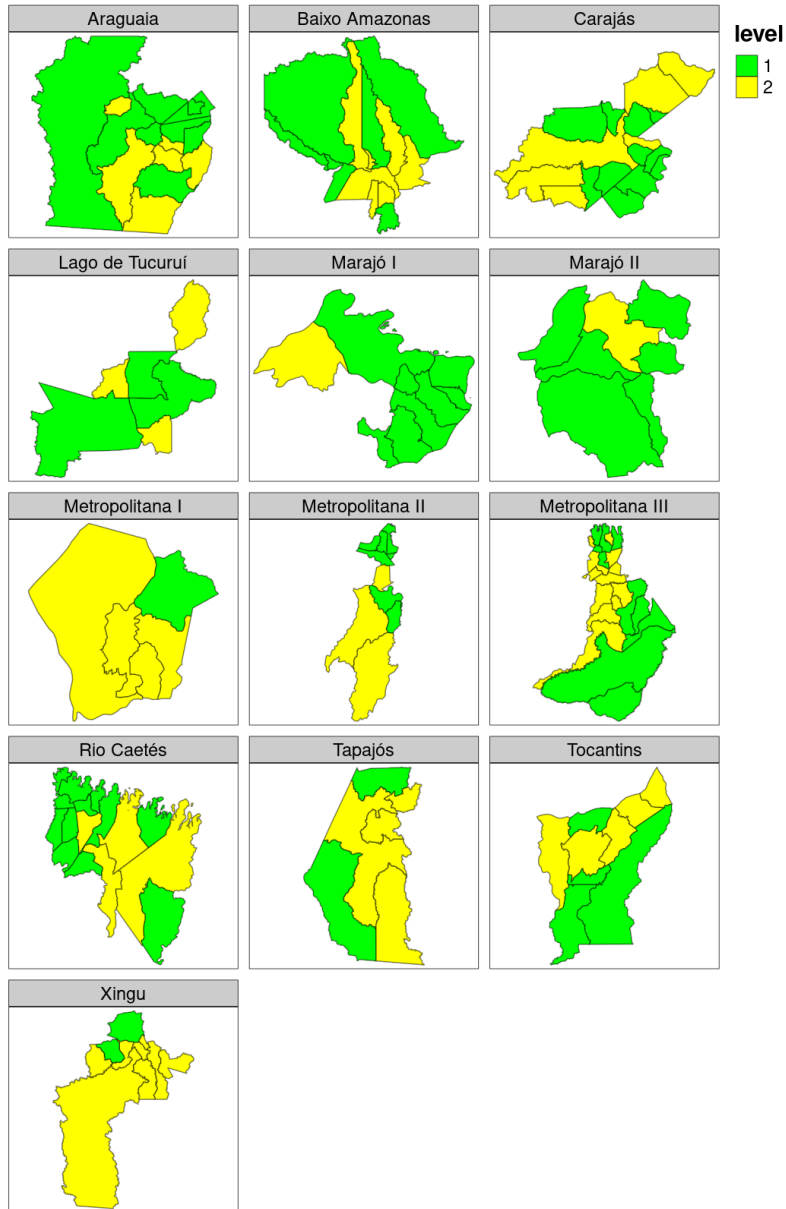 Araguaia
Baixo Amazonas
Carajás
level
1
2
Lago de Tucuruí
Marajó I
Marajó II
Metropolitana I
Metropolitana II
Metropolitana III
Rio Caetés
Tapajós
Tocantins
Xingu